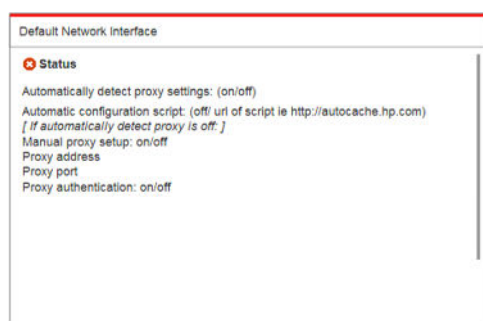 Default Network Interface
Status
Automatically detect proxy settings: (on/off)
Automatic configuration script: (off/ url of script ie http://autocache.hp.com)
[ If automatically detect proxy is off: ]
Manual proxy setup: on/off
Proxy address
Proxy port
Proxy authentication: on/off